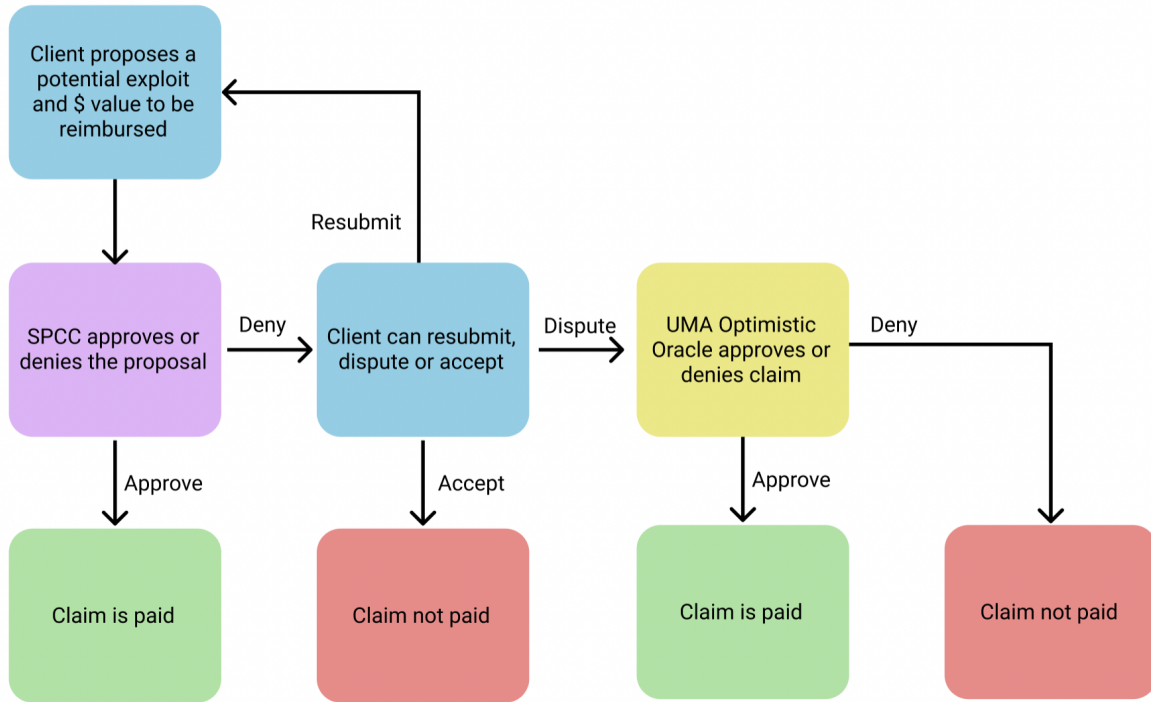 Client proposes a
potential exploit
and $ value to be
reimbursed
Resubmit
SPCC approves or
denies the proposal
Deny
Client can resubmit,
dispute or accept
Dispute
UMA Optimistic
Oracle approves or
denies claim
Deny
Approve
Accept
Approve
Claim is paid
Claim not paid
Claim is paid
Claim not paid